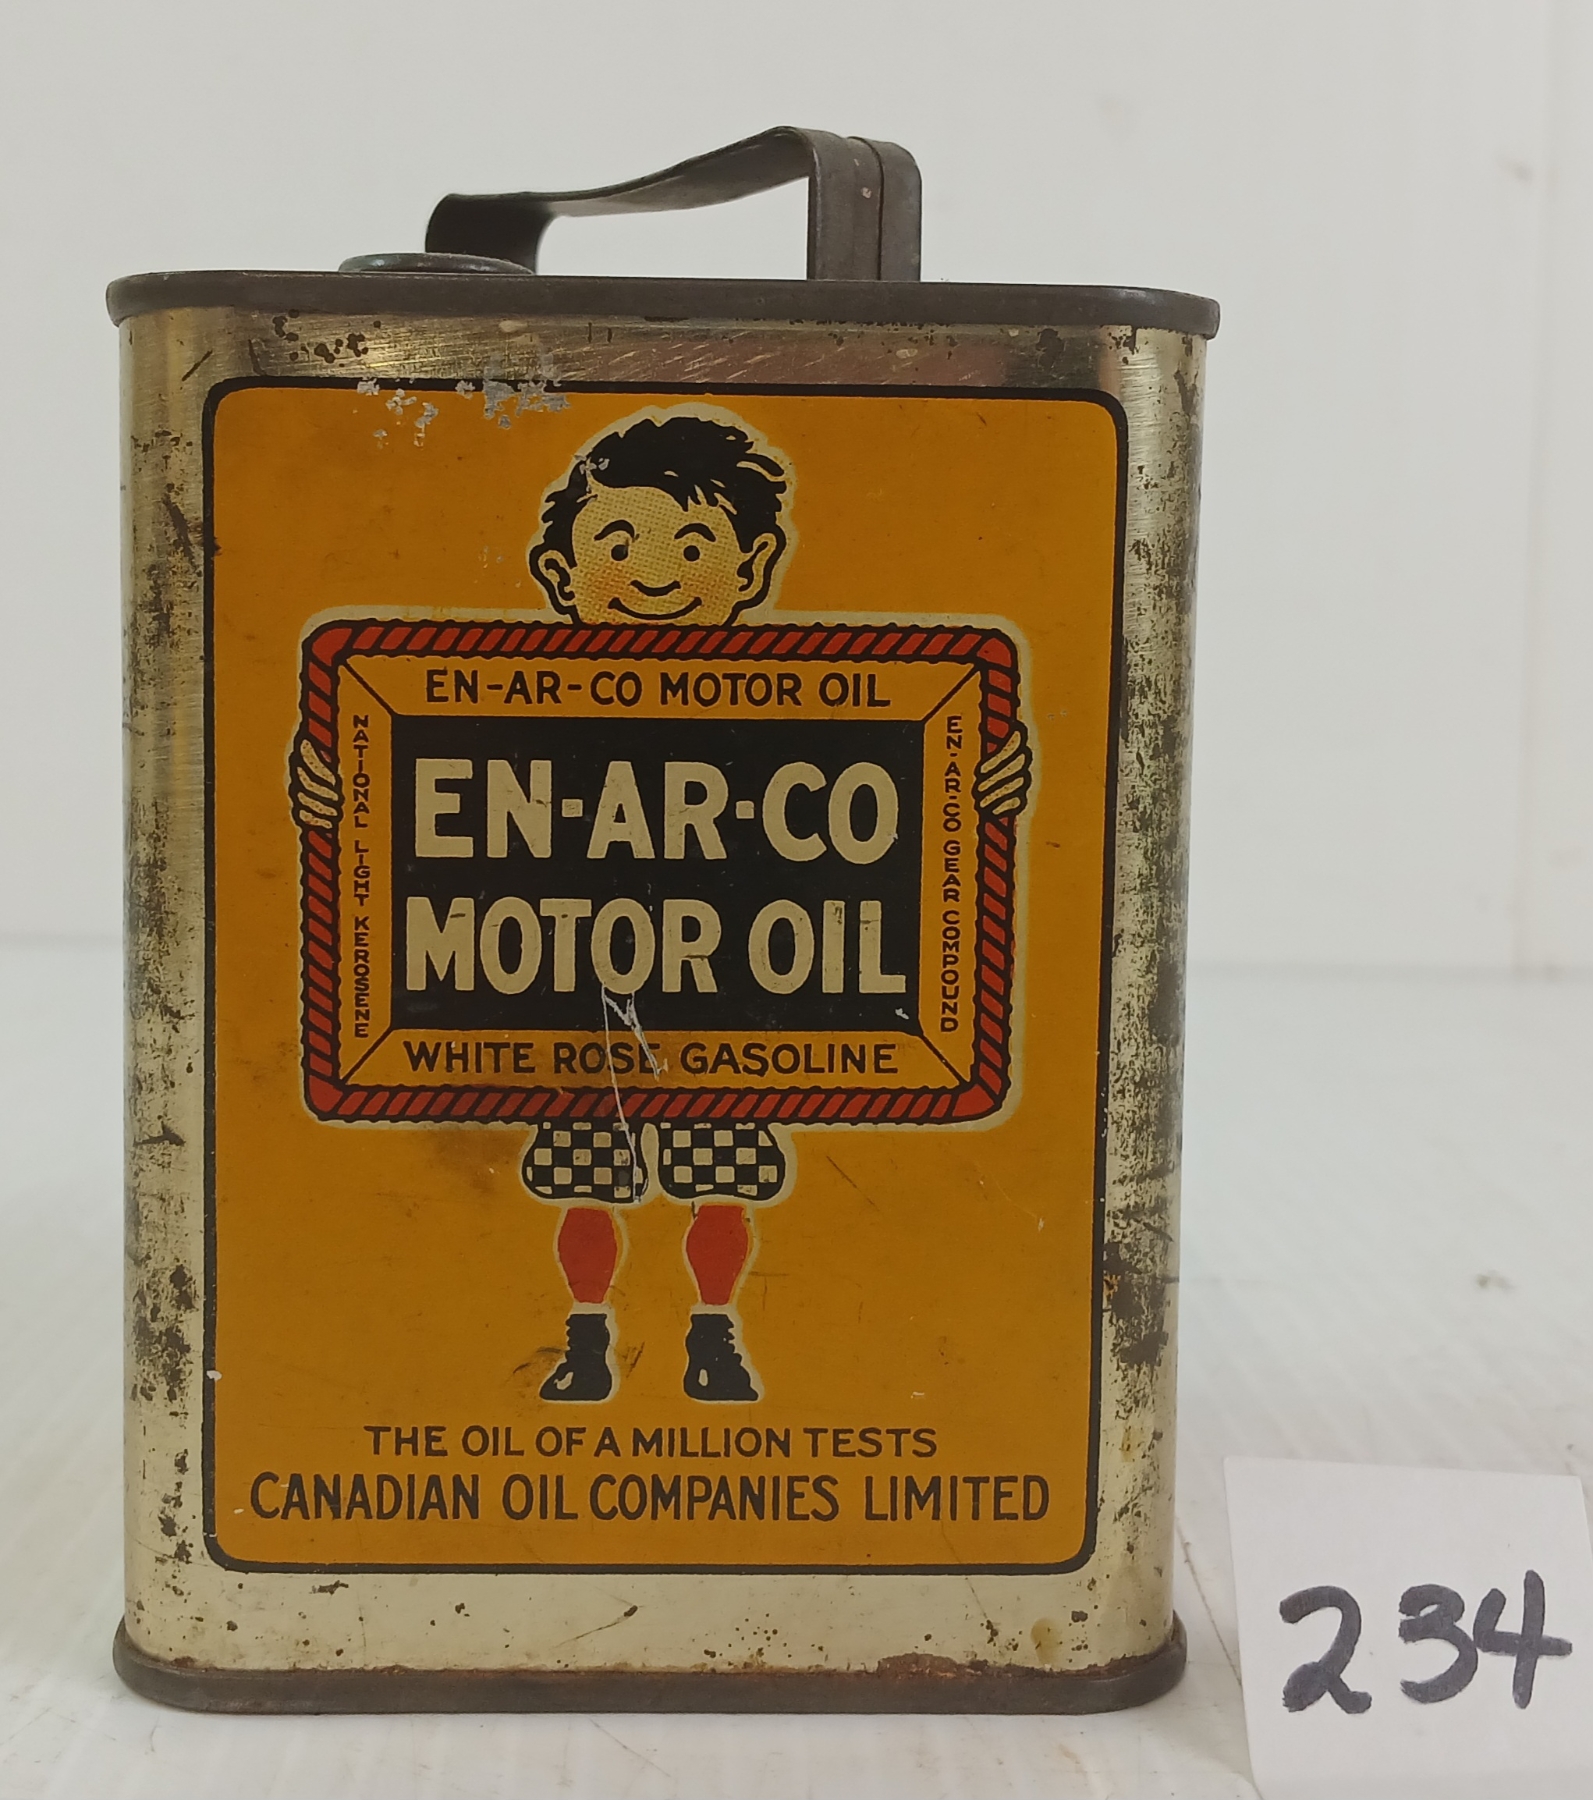 EN-AR-CO MOTOR OIL
NATIONAL LIGHT KEROSENE
EN-AR-CO GEAR COMPOUND
EN-AR-CO
MOTOR OIL
WHITE ROSE GASOLINE
THE OIL OF A MILLION TESTS
CANADIAN OIL COMPANIES LIMITED
234